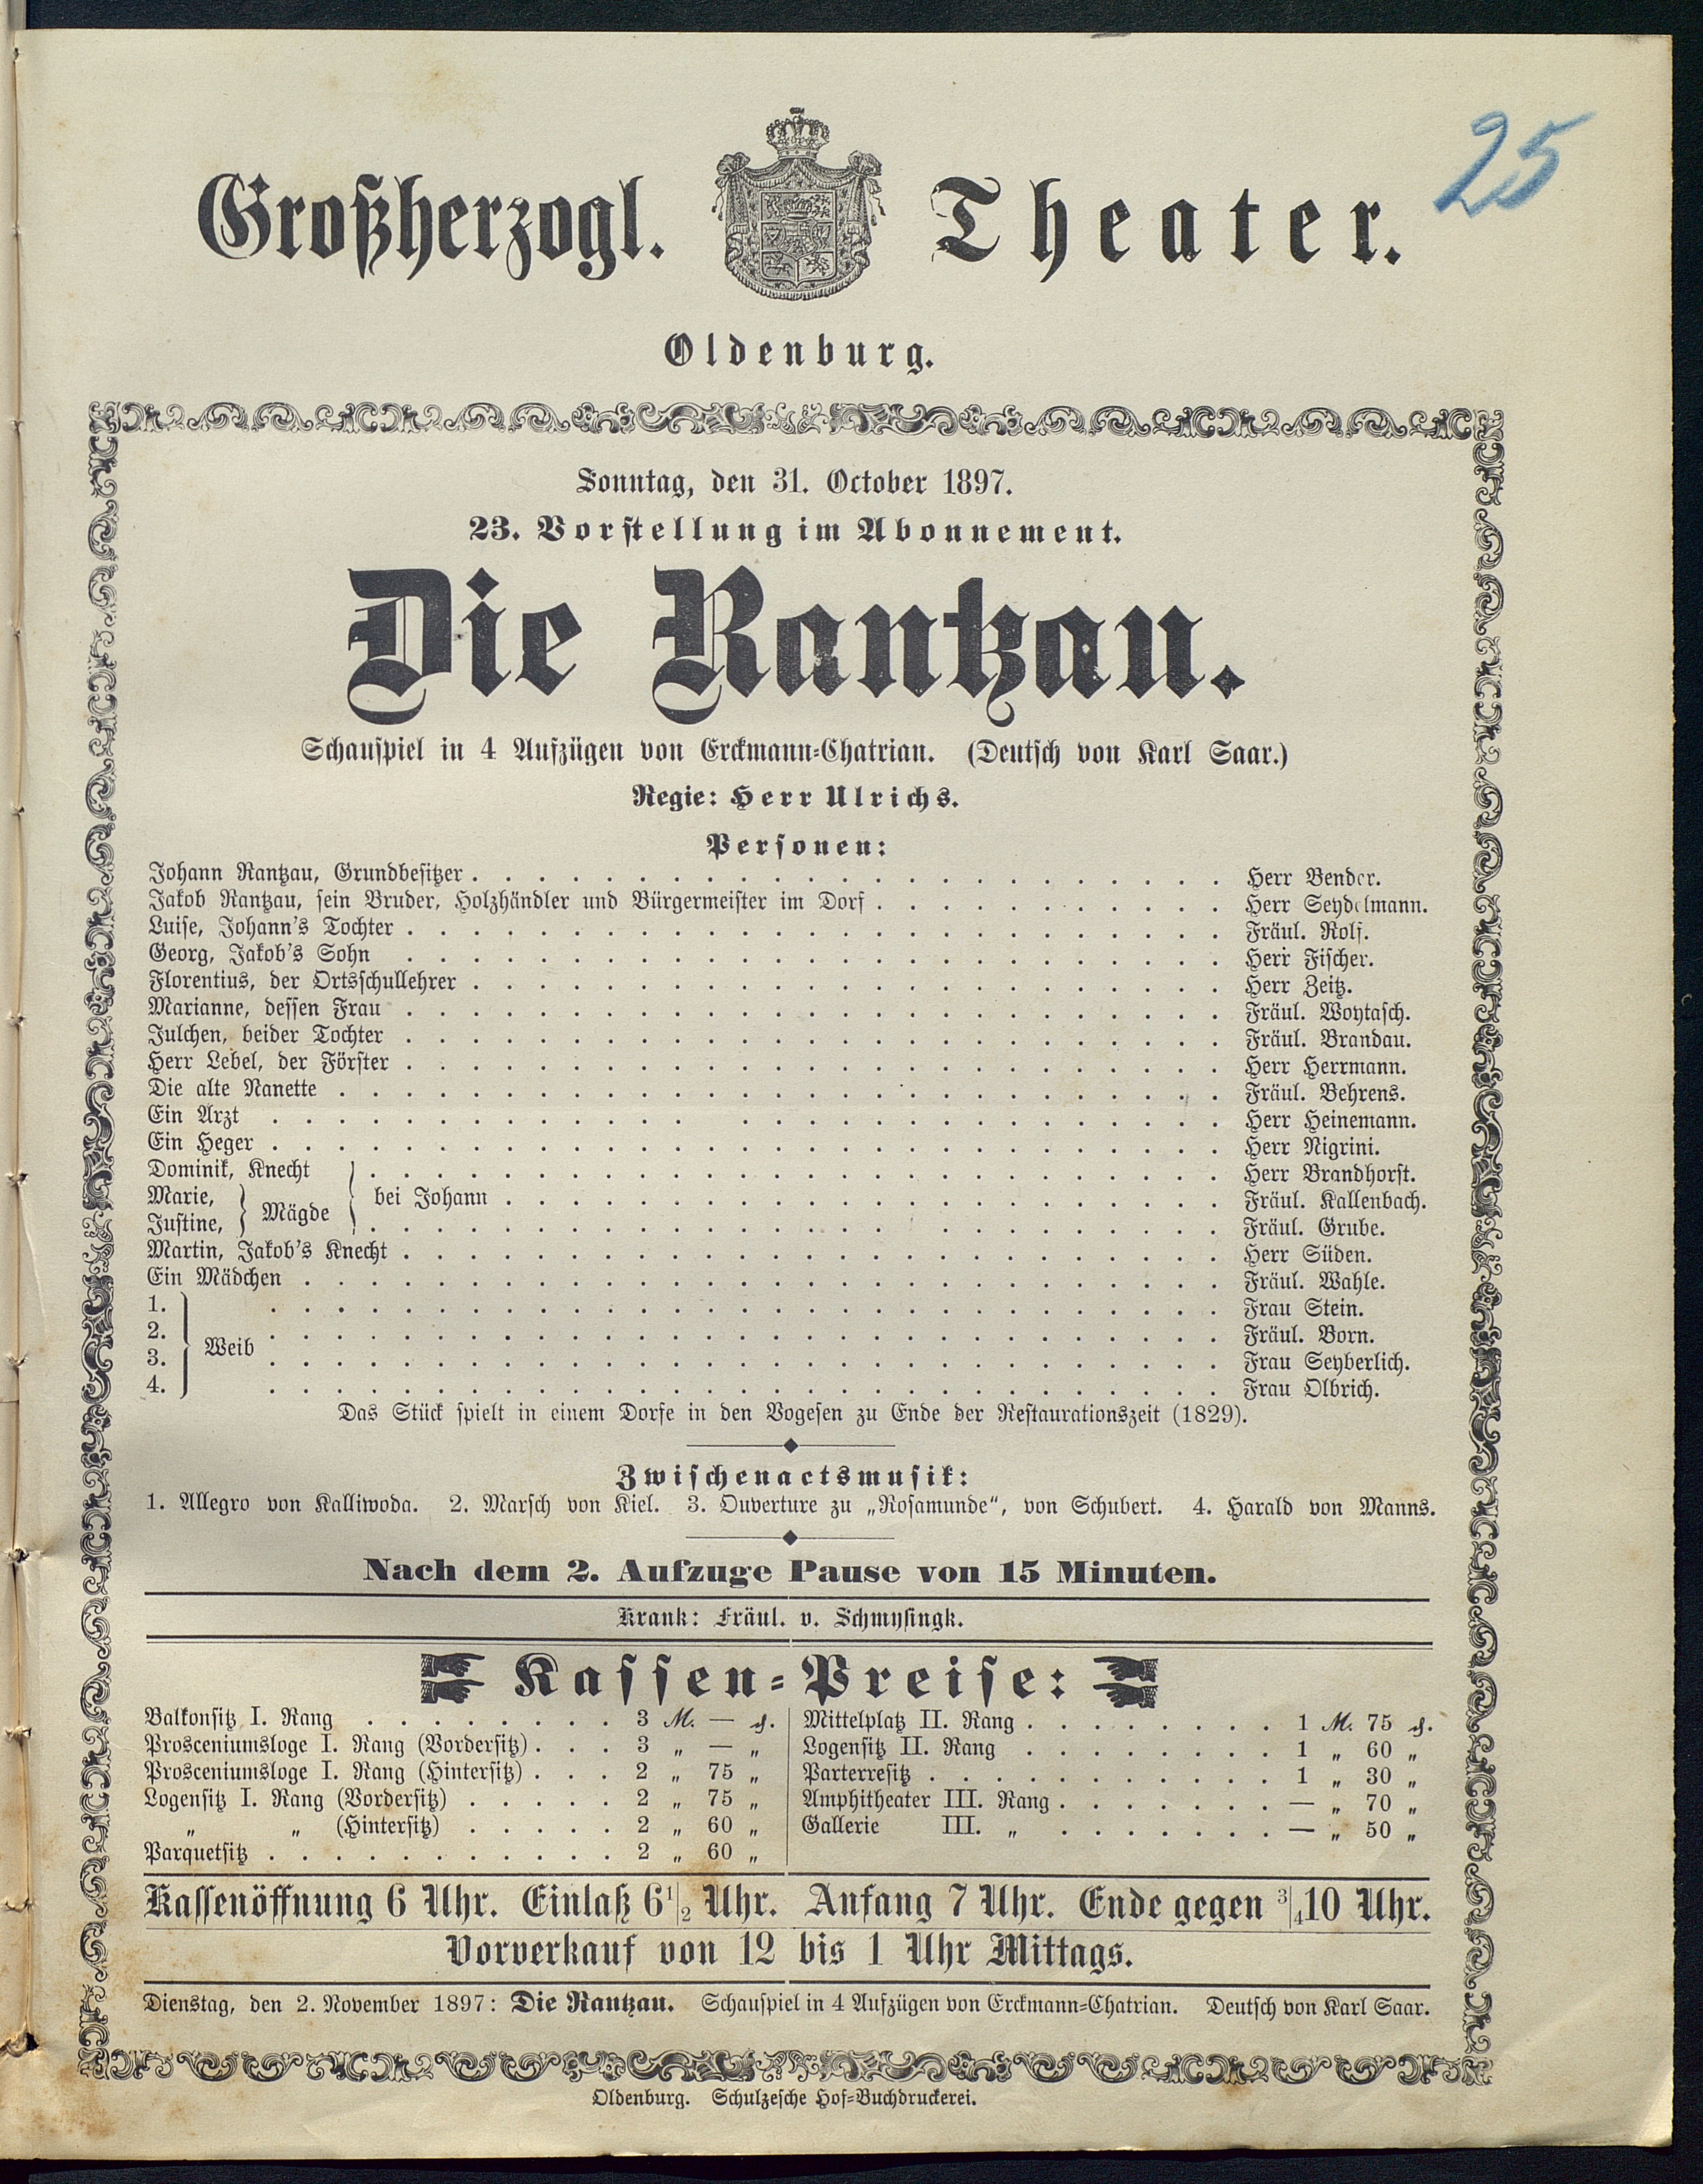 25
Großherzogl. Theater.
Oldenburg.
Sonntag, den 31. October 1897.
23. Vorstellung im Abonnement.
Die Rantzau.
Schauspiel in 4 Aufzügen von Erckmann-Chatrian. (Deutsch von Karl Saar.)
Regie: Herr Ulrichs.
Personen:
Johann Rantzau, Grundbesitzer . . . Herr Bender.
Jakob Rantzau, sein Bruder, Holzhändler und Bürgermeister im Dorf . . . Herr Seydelmann.
Luise, Johann's Tochter . . . Fräul. Rolf.
Georg, Jakob's Sohn . . . Herr Fischer.
Florentius, der Ortsschullehrer . . . Herr Zeitz.
Marianne, dessen Frau . . . Fräul. Woytasch.
Julchen, beider Tochter . . . Fräul. Brandau.
Herr Lebel, der Förster . . . Herr Herrmann.
Die alte Nanette . . . Fräul. Behrens.
Ein Arzt . . . Herr Heinemann.
Ein Heger . . . Herr Nigrini.
Dominik, Knecht . . . Herr Brandhorst.
Marie, } Mägde } bei Johann . . . Fräul. Kallenbach.
Justine, . . . Fräul. Grube.
Martin, Jakob's Knecht . . . Herr Süden.
Ein Mädchen . . . Fräul. Wahle.
1. . . . Frau Stein.
2. } Weib . . . Fräul. Born.
3. . . . Frau Seyberlich.
4. . . . Frau Olbrich.
Das Stück spielt in einem Dorfe in den Vogesen zu Ende der Restaurationszeit (1829).
Zwischenactsmusik:
1. Allegro von Kalliwoda. 2. Marsch von Kiel. 3. Ouverture zu „Rosamunde“, von Schubert. 4. Harald von Manns.
Nach dem 2. Aufzuge Pause von 15 Minuten.
Krank: Fräul. v. Schmysingk.
Kassen-Preise:
Balkonsitz I. Rang . . . 3 M. — ₰.
Prosceniumsloge I. Rang (Vordersitz) . . . 3 „ — „
Prosceniumsloge I. Rang (Hintersitz) . . . 2 „ 75 „
Logensitz I. Rang (Vordersitz) . . . 2 „ 75 „
„ „ (Hintersitz) . . . 2 „ 60 „
Parquetsitz . . . 2 „ 60 „
Mittelplatz II. Rang . . . 1 M. 75 ₰.
Logensitz II. Rang . . . 1 „ 60 „
Parterresitz . . . 1 „ 30 „
Amphitheater III. Rang . . . — „ 70 „
Gallerie III. „ . . . — „ 50 „
Kassenöffnung 6 Uhr. Einlaß 6 1/2 Uhr. Anfang 7 Uhr. Ende gegen 3/4 10 Uhr.
Vorverkauf von 12 bis 1 Uhr Mittags.
Dienstag, den 2. November 1897: Die Rantzau. Schauspiel in 4 Aufzügen von Erckmann-Chatrian. Deutsch von Karl Saar.
Oldenburg. Schulzesche Hof-Buchdruckerei.